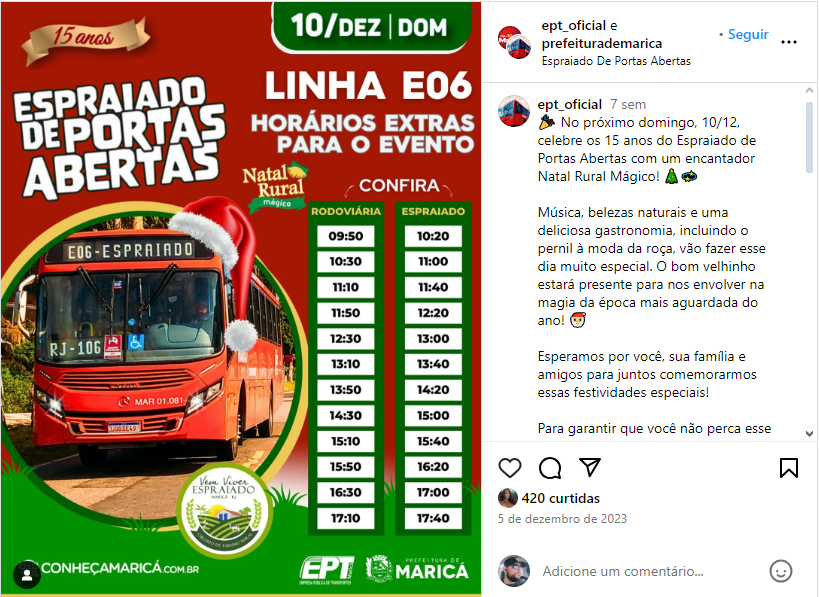 15 anos
10/DEZ | DOM
ESPRAIADO
DE PORTAS
ABERTAS
LINHA E06
HORÁRIOS EXTRAS
PARA O EVENTO
Natal
Rural
mágico
CONFIRA
RODOVIÁRIA ESPRAIADO
09:50 10:20
10:30 11:00
11:10 11:40
11:50 12:20
12:30 13:00
13:10 13:40
13:50 14:20
14:30 15:00
15:10 15:40
15:50 16:20
16:30 17:00
17:10 17:40
E06-ESPRAIADO
RJ-106
MAR 01.081
Vem Viver
ESPRAIADO
MARICÁ - RJ
CONHEÇAMARICÁ.COM.BR
EPT
EMPRESA PÚBLICA DE TRANSPORTES
PREFEITURA DE
MARICÁ
ept_oficial e
prefeiturademarica
• Seguir
Espraiado De Portas Abertas
ept_oficial 7 sem
🎉 No próximo domingo, 10/12,
celebre os 15 anos do Espraiado de
Portas Abertas com um encantador
Natal Rural Mágico! 🎄
Música, belezas naturais e uma
deliciosa gastronomia, incluindo o
pernil à moda da roça, vão fazer esse
dia muito especial. O bom velhinho
estará presente para nos envolver na
magia da época mais aguardada do
ano! 🎅
Esperamos por você, sua família e
amigos para juntos comemorarmos
essas festividades especiais!
Para garantir que você não perca esse
420 curtidas
5 de dezembro de 2023
Adicione um comentário...